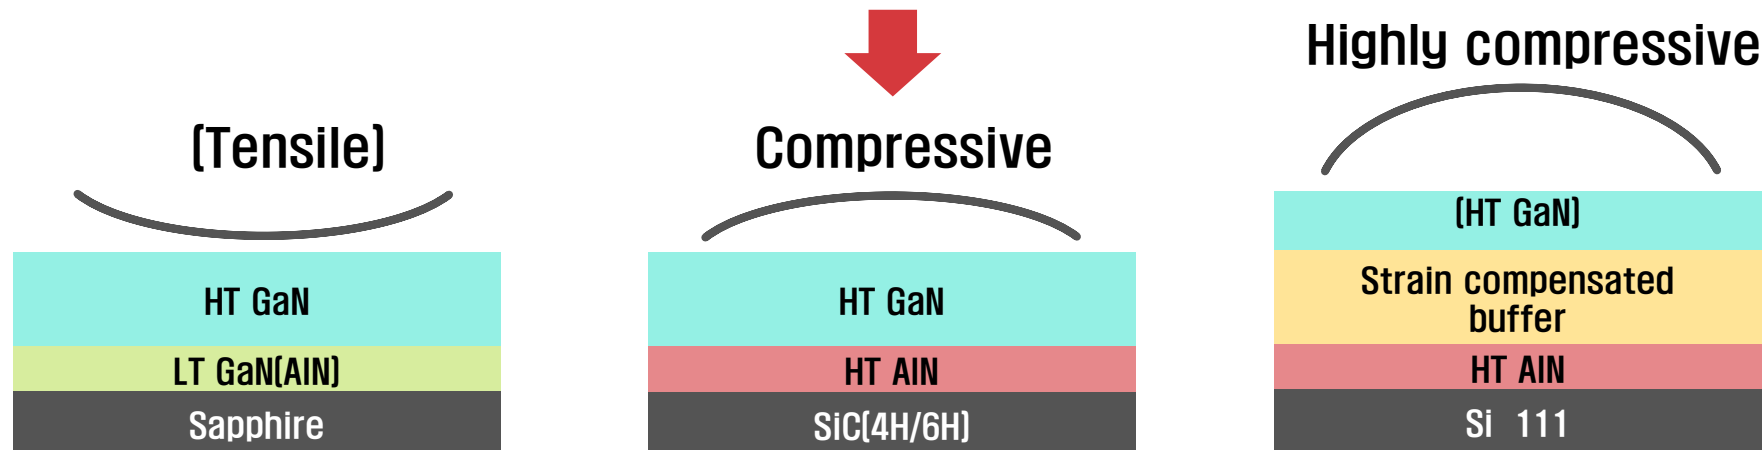 (Tensile)
HT GaN
LT GaN(AlN)
Sapphire
Compressive
HT GaN
HT AlN
SiC(4H/6H)
Highly compressive
(HT GaN)
Strain compensated
buffer
HT AlN
Si 111